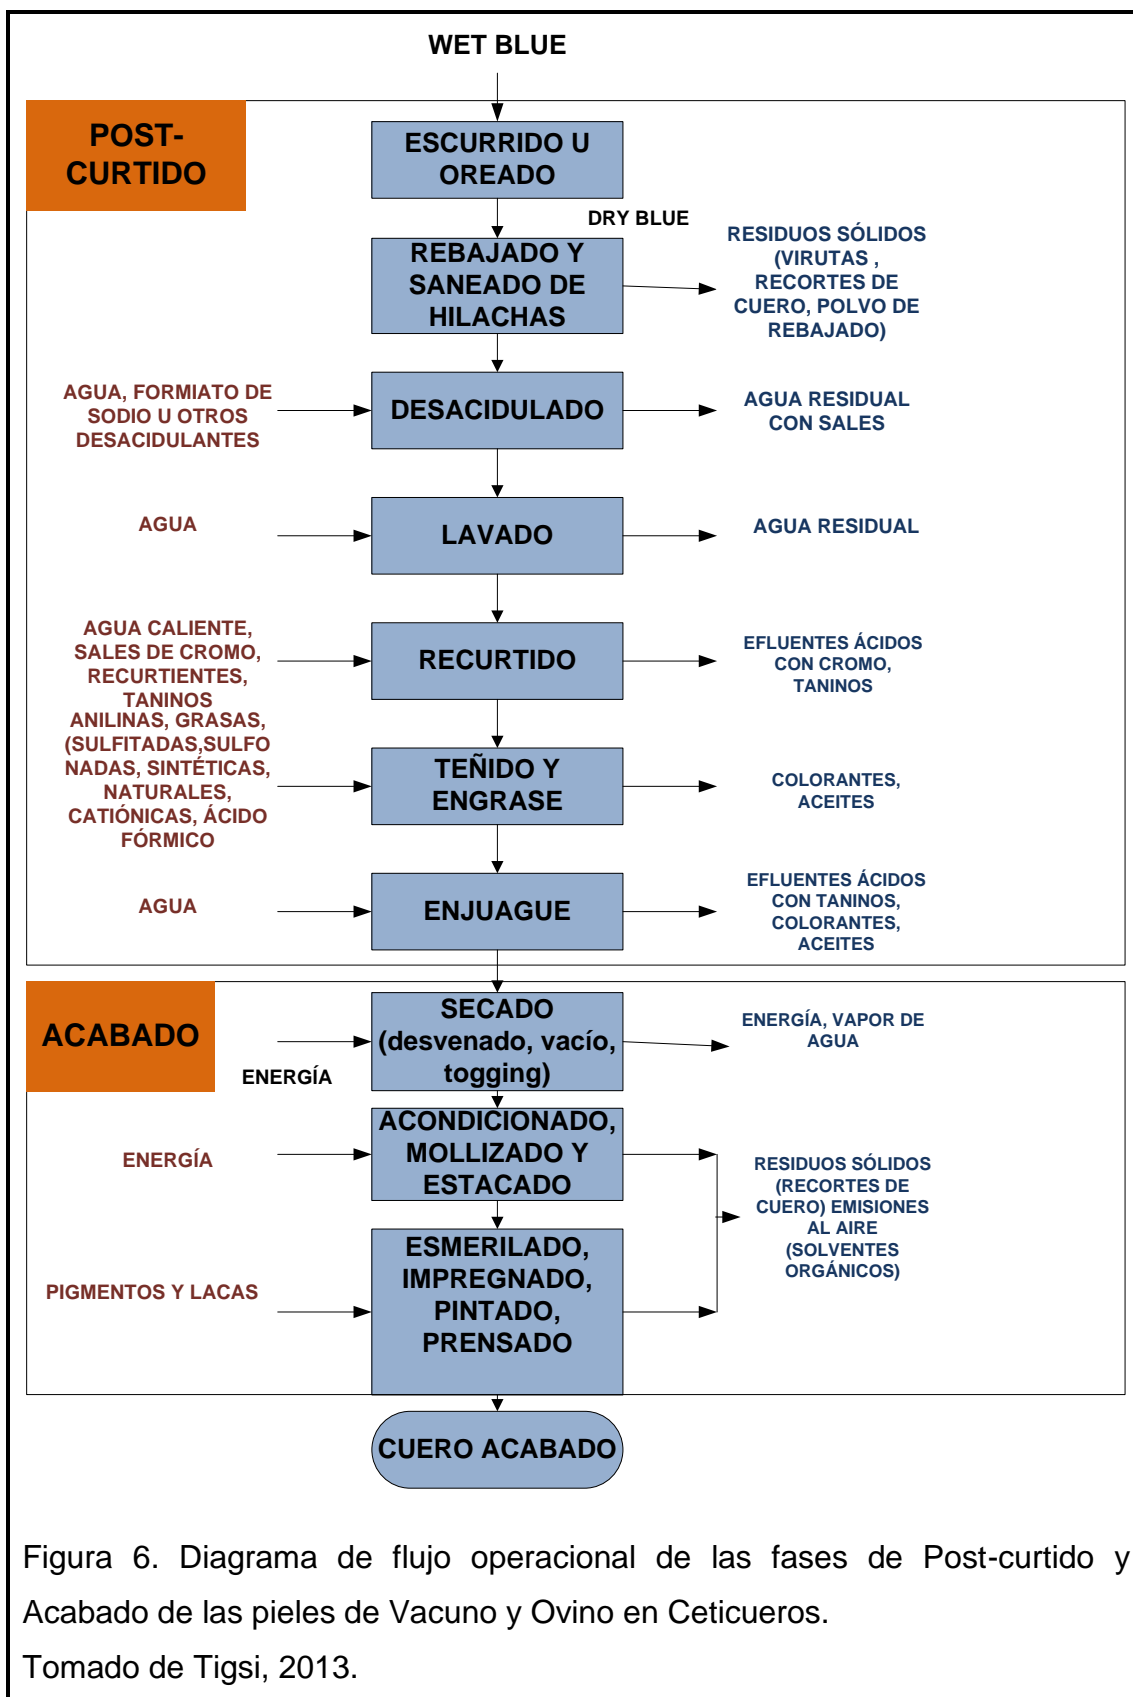 WET BLUE
POST-
CURTIDO
ESCURRIDO U
OREADO
DRY BLUE
REBAJADO Y
SANEADO DE
HILACHAS
RESIDUOS SÓLIDOS
(VIRUTAS ,
RECORTES DE
CUERO, POLVO DE
REBAJADO)
AGUA, FORMIATO DE
SODIO U OTROS
DESACIDULANTES
DESACIDULADO
AGUA RESIDUAL
CON SALES
AGUA
LAVADO
AGUA RESIDUAL
AGUA CALIENTE,
SALES DE CROMO,
RECURTIENTES,
TANINOS
RECURTIDO
EFLUENTES ÁCIDOS
CON CROMO,
TANINOS
ANILINAS, GRASAS,
(SULFITADAS,SULFO
NADAS, SINTÉTICAS,
NATURALES,
CATIÓNICAS, ÁCIDO
FÓRMICO
TEÑIDO Y
ENGRASE
COLORANTES,
ACEITES
AGUA
ENJUAGUE
EFLUENTES ÁCIDOS
CON TANINOS,
COLORANTES,
ACEITES
ACABADO
ENERGÍA
SECADO
(desvenado, vacío,
togging)
ENERGÍA, VAPOR DE
AGUA
ENERGÍA
ACONDICIONADO,
MOLLIZADO Y
ESTACADO
RESIDUOS SÓLIDOS
(RECORTES DE
CUERO) EMISIONES
AL AIRE
(SOLVENTES
ORGÁNICOS)
PIGMENTOS Y LACAS
ESMERILADO,
IMPREGNADO,
PINTADO,
PRENSADO
CUERO ACABADO
Figura 6. Diagrama de flujo operacional de las fases de Post-curtido y
Acabado de las pieles de Vacuno y Ovino en Ceticueros.
Tomado de Tigsi, 2013.